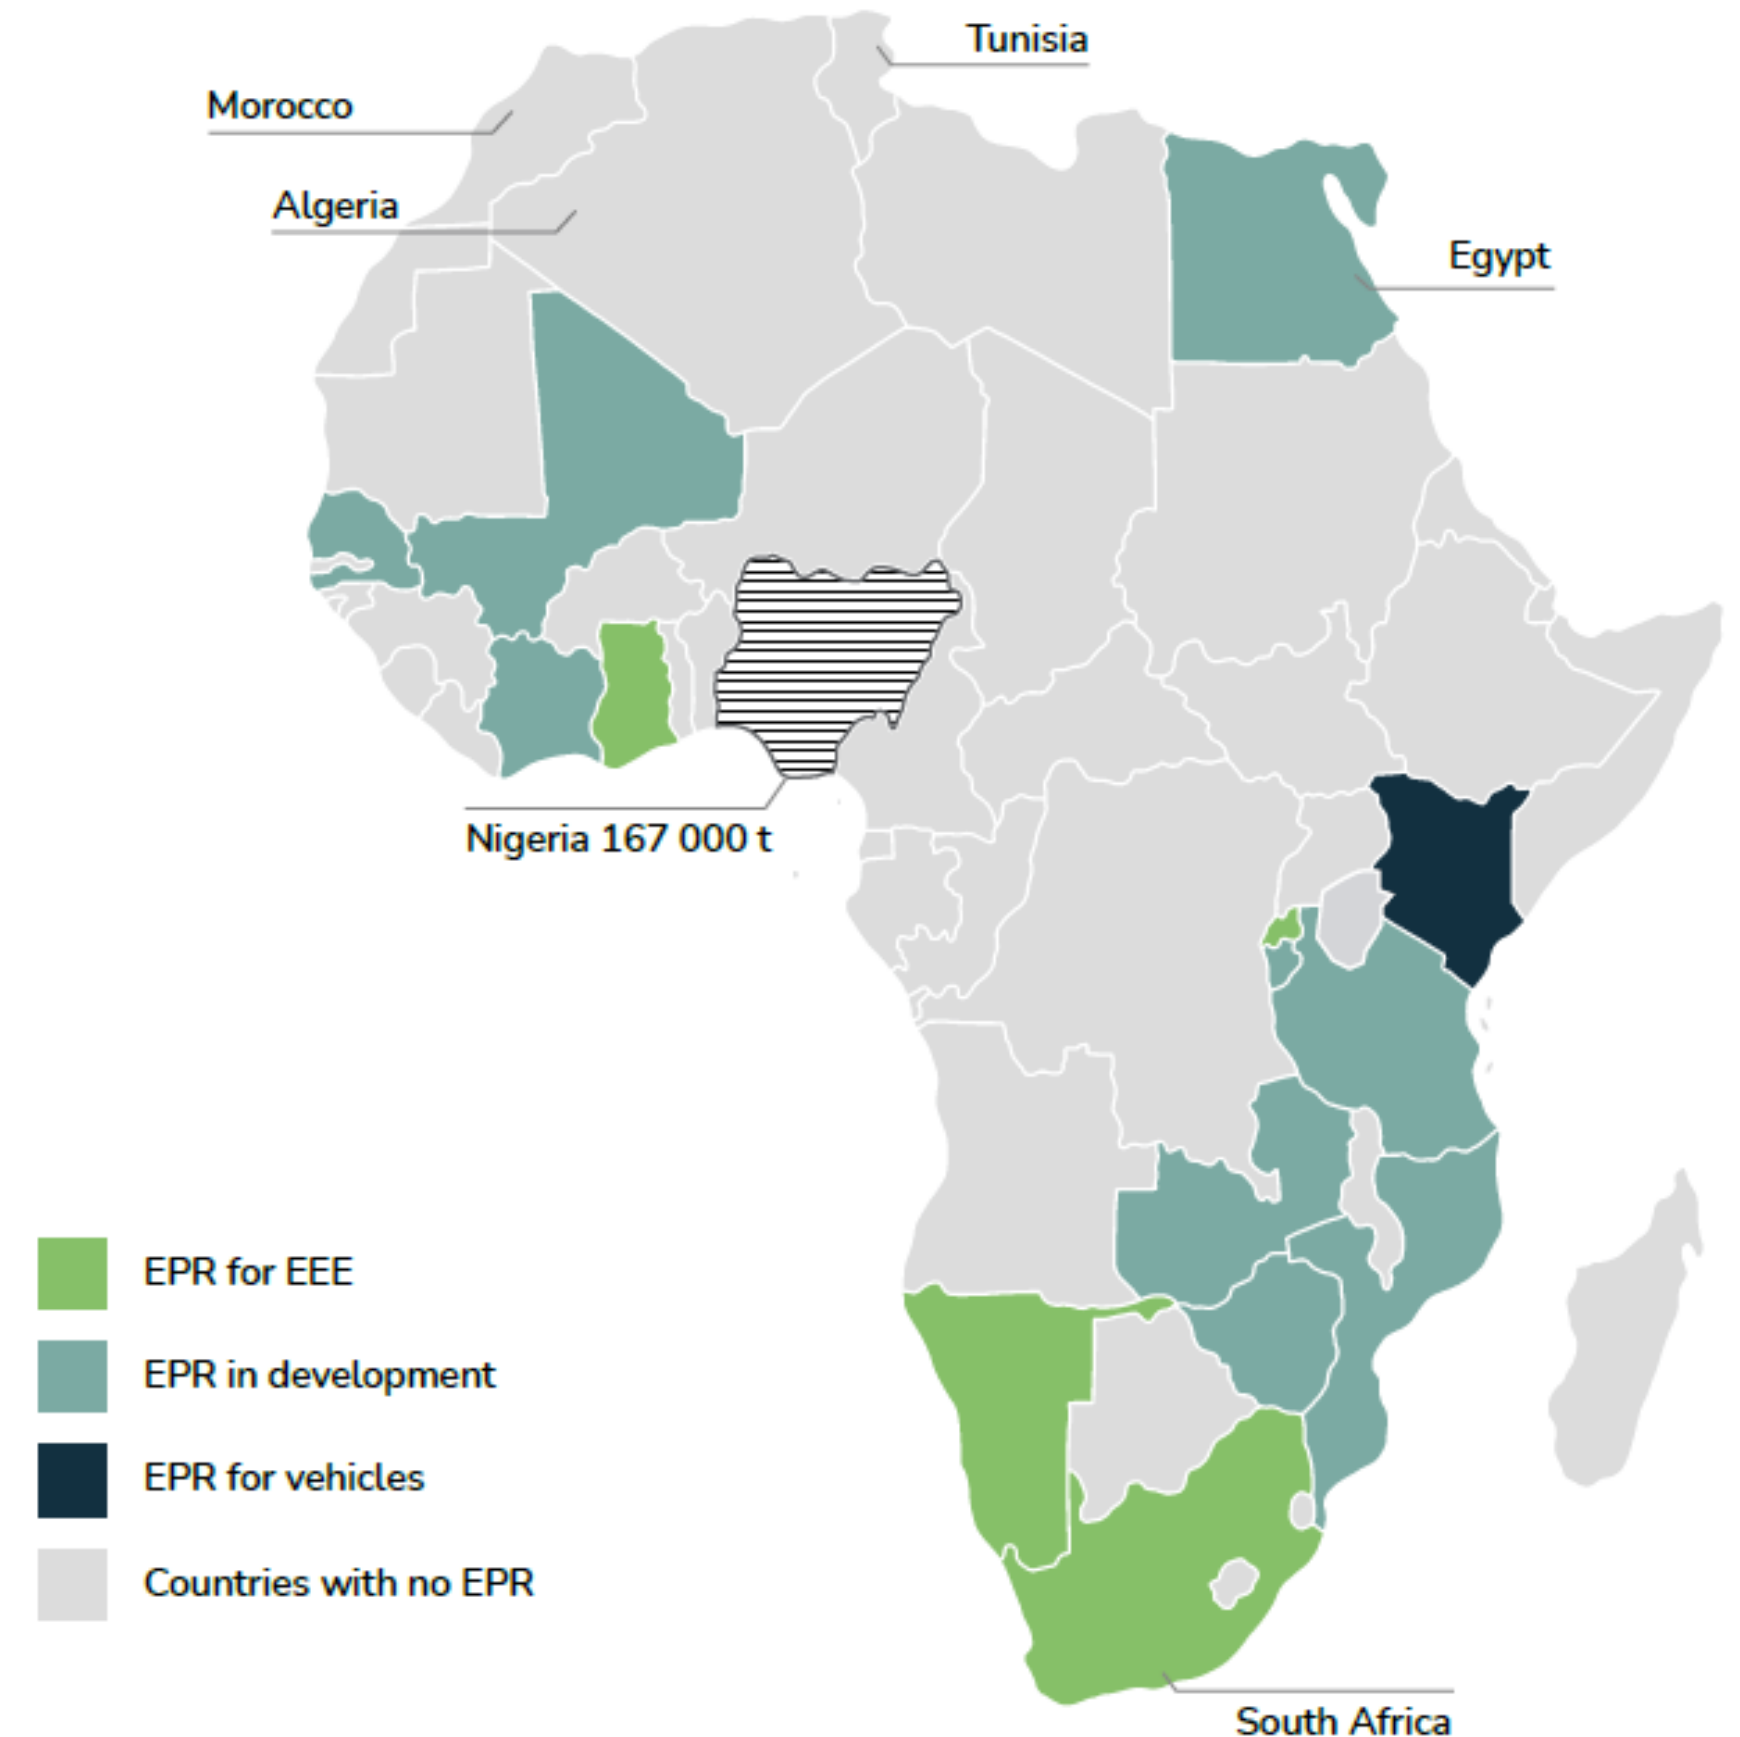 Tunisia
Morocco
Algeria
Egypt
Nigeria 167 000 t
EPR for EEE
EPR in development
EPR for vehicles
Countries with no EPR
South Africa